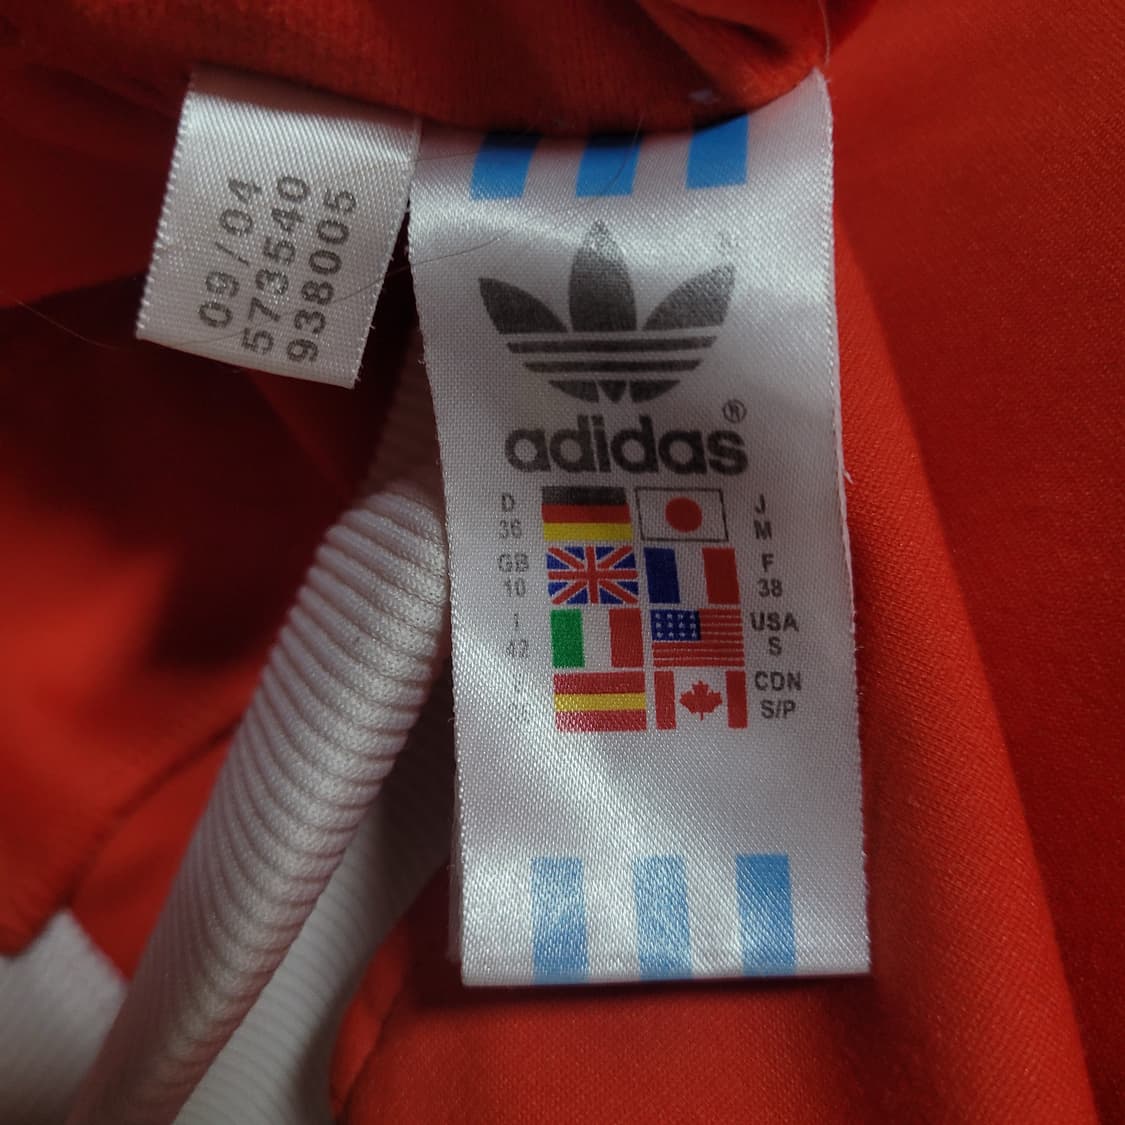 09/04
573540
938005
adidas®
D
36
J
M
GB
10
F
38
I
42
USA
S
CDN
S/P